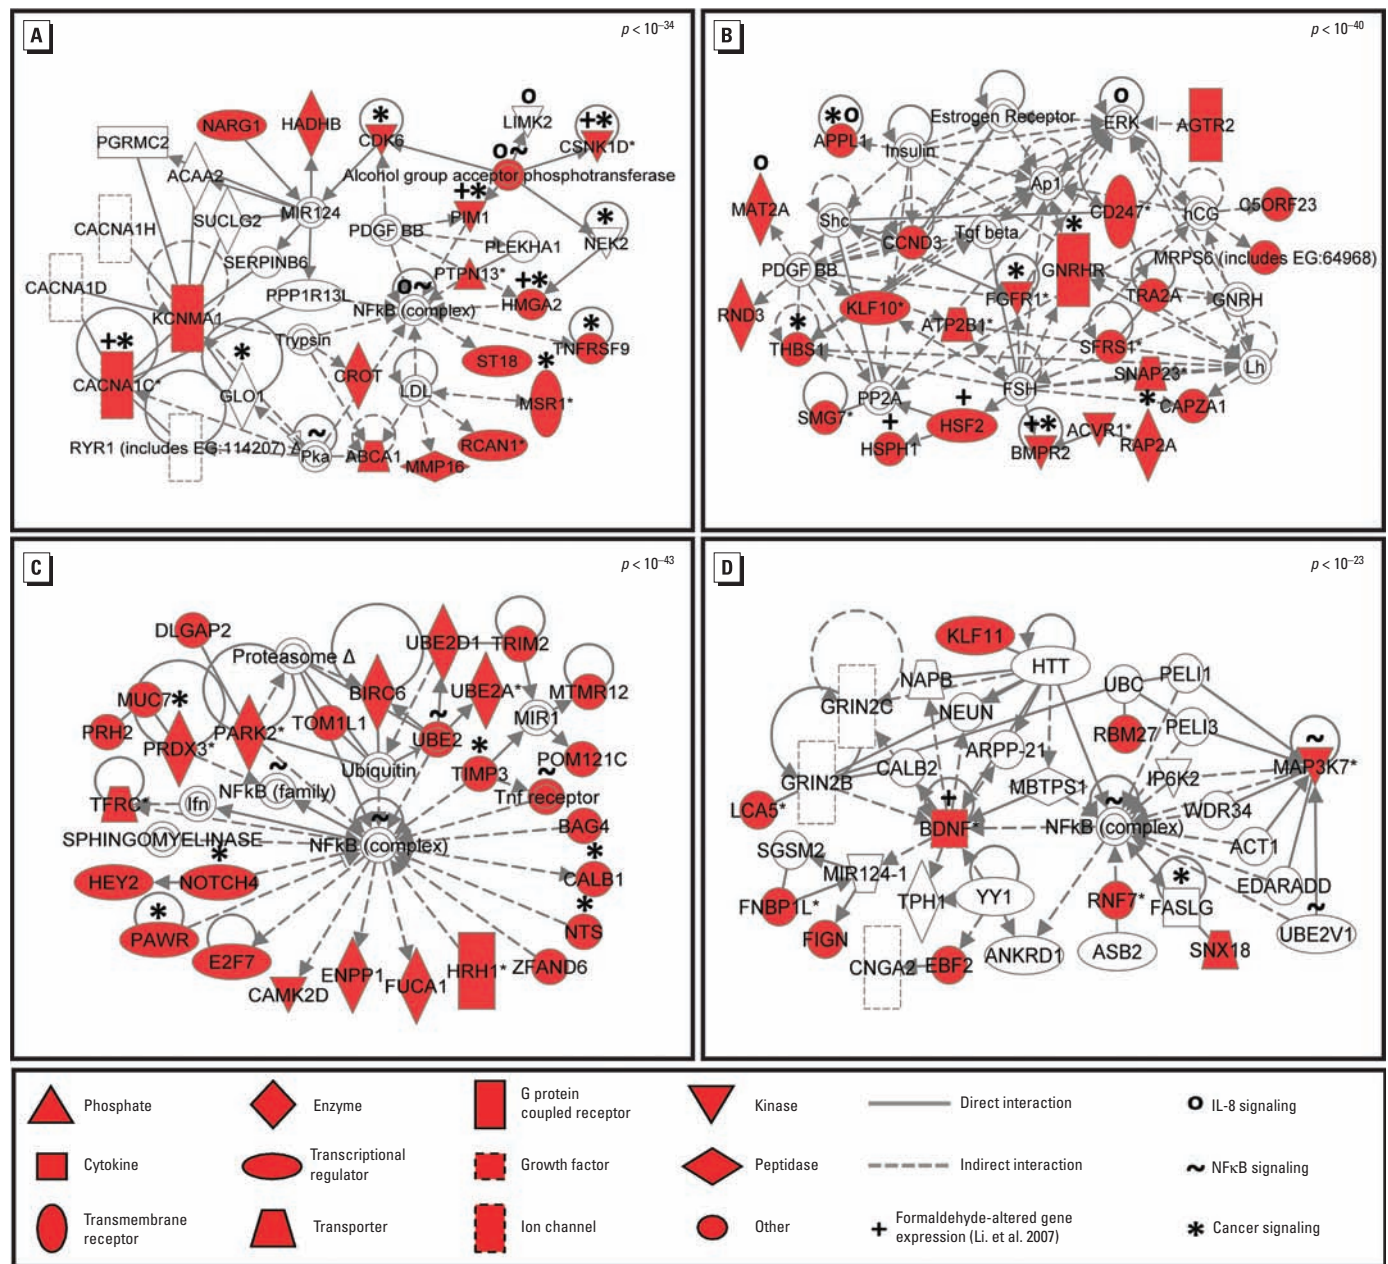 A
p < 10–34
NARG1
HADHB
*
CDK6
o
LIMK2
+*
CSNK1D*
PGRMC2
ACAA2
o~
Alcohol group acceptor phosphotransferase
SUCLG2
MIR124
+*
PIM1
*
NEK2
CACNA1H
PDGF BB
PLEKHA1
SERPINB6
PTPN13*
CACNA1D
PPP1R13L
o~
NFkB (complex)
+*
HMGA2
KCNMA1
Trypsin
*
TNFRSF9
+*
CACNA1C*
*
GLO1
CROT
ST18
LDL
*
MSR1*
RYR1 (includes EG:114207) Δ
~
Pka
ABCA1
MMP16
RCAN1*
B
p < 10–40
*o
APPL1
Estrogen Receptor
o
ERK
AGTR2
Insulin
o
MAT2A
Ap1
Shc
CD247*
hCG
C5ORF23
CCND3
Tgf beta
*
GNRHR
MRPS6 (includes EG:64968)
PDGF BB
*
FGFR1*
TRA2A
GNRH
RND3
KLF10*
ATP2B1*
*
THBS1
SFRS1*
SNAP23*
Lh
FSH
SMG7*
PP2A
+
HSF2
*
CAPZA1
+
HSPH1
+*
BMPR2
ACVR1*
RAP2A
C
p < 10–43
DLGAP2
UBE2D1
TRIM2
Proteasome Δ
MUC7
*
BIRC6
UBE2A*
MTMR12
PRH2
PRDX3*
PARK2*
TOM1L1
~
UBE2
MIR1
POM121C
Ubiquitin
*
TIMP3
~
Tnf receptor
TFRC*
Ifn
~
NFkB (family)
SPHINGOMYELINASE
~
NFkB (complex)
BAG4
HEY2
*
NOTCH4
*
CALB1
*
PAWR
*
NTS
E2F7
CAMK2D
ENPP1
FUCA1
HRH1*
ZFAND6
D
p < 10–23
KLF11
HTT
NAPB
UBC
PELI1
GRIN2C
NEUN
RBM27
PELI3
ARPP-21
~
MAP3K7*
GRIN2B
CALB2
MBTPS1
IP6K2
LCA5*
+
BDNF*
~
NFkB (complex)
WDR34
SGSM2
MIR124-1
ACT1
FNBP1L*
TPH1
YY1
RNF7*
*
FASLG
EDARADD
FIGN
~
UBE2V1
CNGA2
EBF2
ANKRD1
ASB2
SNX18
Phosphate
Enzyme
G protein
coupled receptor
Kinase
Direct interaction
o IL-8 signaling
Cytokine
Transcriptional
regulator
Growth factor
Peptidase
Indirect interaction
~ NFκB signaling
Transmembrane
receptor
Transporter
Ion channel
Other
+ Formaldehyde-altered gene
expression (Li. et al. 2007)
* Cancer signaling